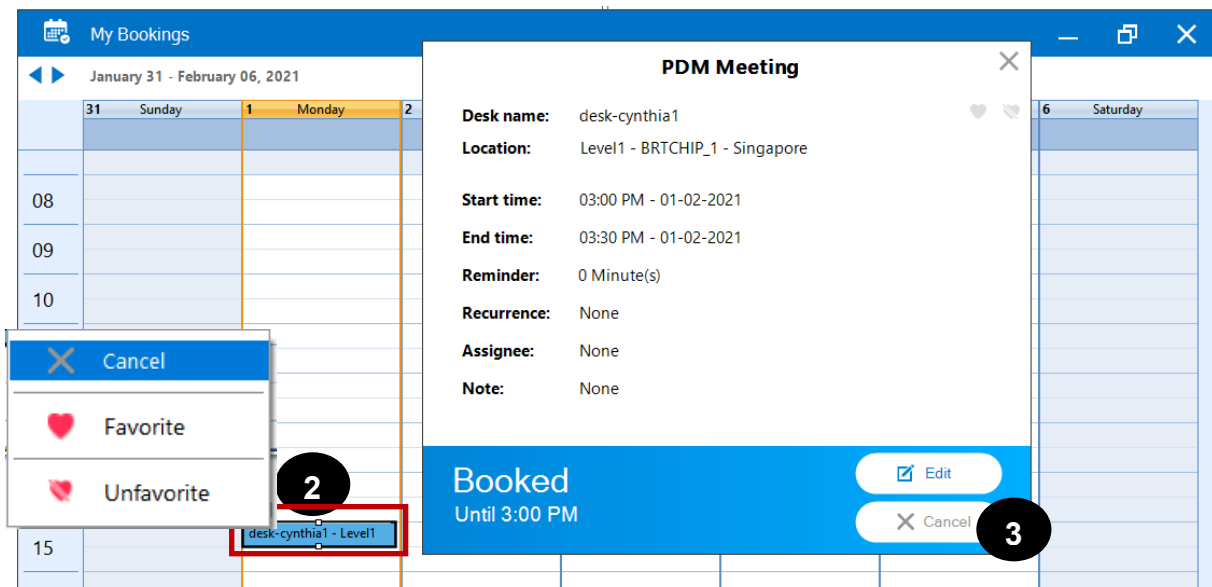 My Bookings
January 31 - February 06, 2021
31 Sunday
1 Monday
2
6 Saturday
08
09
10
15
PDM Meeting
Desk name: desk-cynthia1
Location: Level1 - BRTCHIP_1 - Singapore
Start time: 03:00 PM - 01-02-2021
End time: 03:30 PM - 01-02-2021
Reminder: 0 Minute(s)
Recurrence: None
Assignee: None
Note: None
Booked
Until 3:00 PM
Edit
Cancel
3
Cancel
Favorite
Unfavorite
2
desk-cynthia1 - Level1